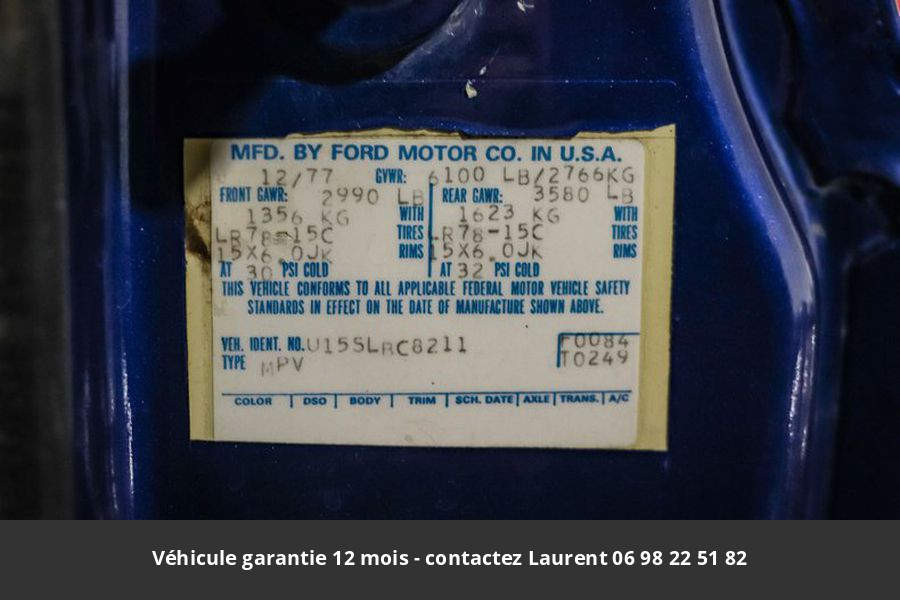 MFD. BY FORD MOTOR CO. IN U.S.A.
12/77 GVWR: 6100 LB/2766KG
FRONT GAWR: 2990 LB REAR GAWR: 3580 LB
1356 KG WITH 1623 KG WITH
LR78-15C TIRES LR78-15C TIRES
15X6.0JK RIMS 15X6.0JK RIMS
AT 30 PSI COLD AT 32 PSI COLD
THIS VEHICLE CONFORMS TO ALL APPLICABLE FEDERAL MOTOR VEHICLE SAFETY
STANDARDS IN EFFECT ON THE DATE OF MANUFACTURE SHOWN ABOVE.
VEH. IDENT. NO. U15SLRC8211 F0084
TYPE MPV T0249
COLOR DSO BODY TRIM SCH. DATE AXLE TRANS. A/C
Véhicule garantie 12 mois - contactez Laurent 06 98 22 51 82